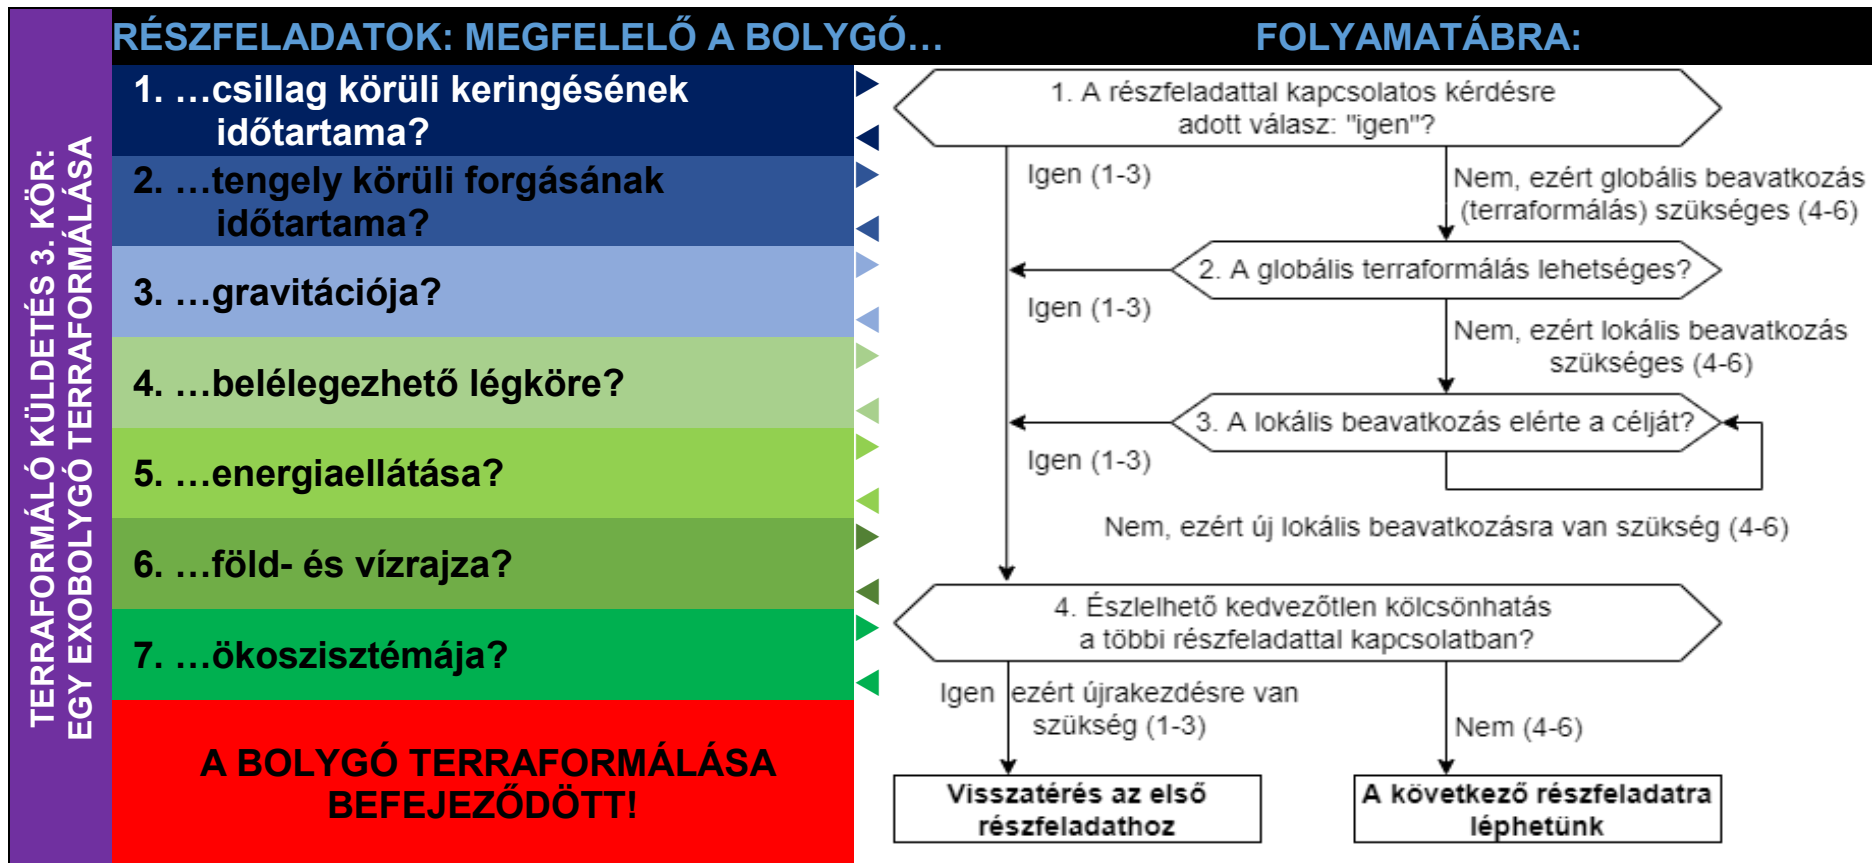 TERRAFORMÁLÓ KÜLDETÉS 3. KÖR:
EGY EXOBOLYGÓ TERRAFORMÁLÁSA
RÉSZFELADATOK: MEGFELELŐ A BOLYGÓ…
1. …csillag körüli keringésének
időtartama?
2. …tengely körüli forgásának
időtartama?
3. …gravitációja?
4. …belélegezhető légköre?
5. …energiaellátása?
6. …föld- és vízrajza?
7. …ökoszisztémája?
A BOLYGÓ TERRAFORMÁLÁSA
BEFEJEZŐDÖTT!
FOLYAMATÁBRA:
1. A részfeladattal kapcsolatos kérdésre
adott válasz: "igen"?
Igen (1-3)
Nem, ezért globális beavatkozás
(terraformálás) szükséges (4-6)
2. A globális terraformálás lehetséges?
Igen (1-3)
Nem, ezért lokális beavatkozás
szükséges (4-6)
3. A lokális beavatkozás elérte a célját?
Igen (1-3)
Nem, ezért új lokális beavatkozásra van szükség (4-6)
4. Észlelhető kedvezőtlen kölcsönhatás
a többi részfeladattal kapcsolatban?
Igen ezért újrakezdésre van
szükség (1-3)
Nem (4-6)
Visszatérés az első
részfeladathoz
A következő részfeladatra
léphetünk